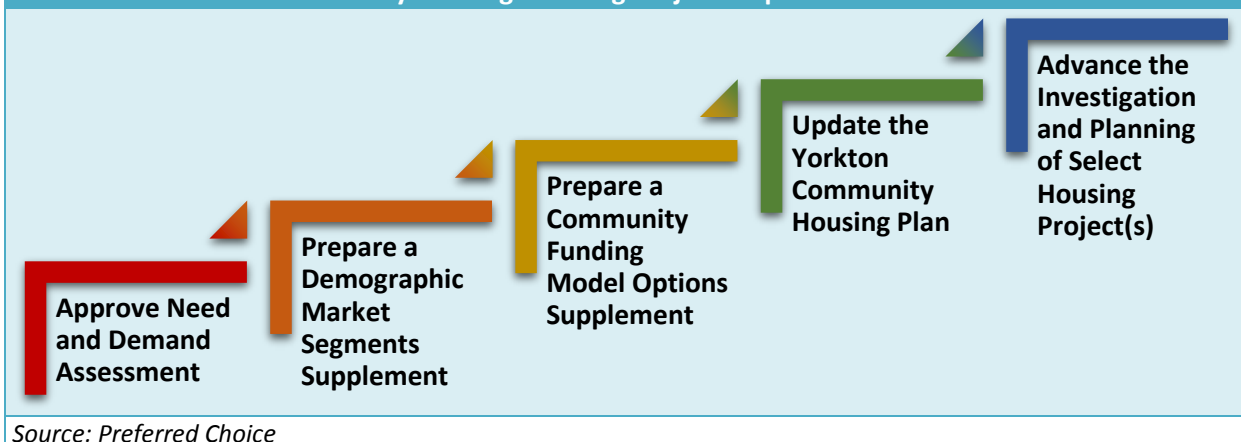 Approve Need
and Demand
Assessment
Prepare a
Demographic
Market
Segments
Supplement
Prepare a
Community
Funding
Model Options
Supplement
Update the
Yorkton
Community
Housing Plan
Advance the
Investigation
and Planning
of Select
Housing
Project(s)
Source: Preferred Choice